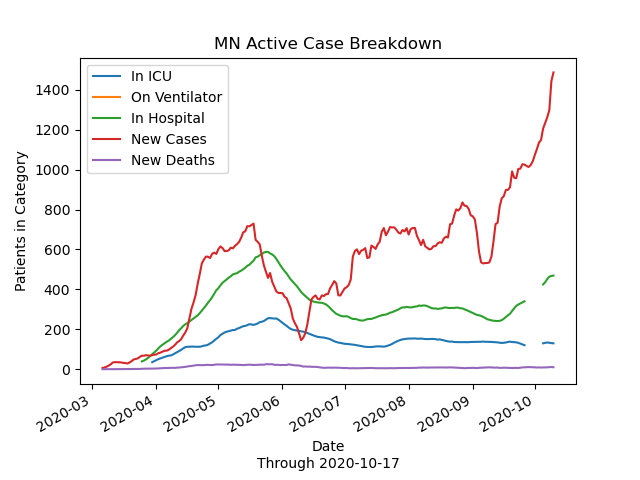 MN Active Case Breakdown
In ICU
On Ventilator
In Hospital
New Cases
New Deaths
Patients in Category
1400
1200
1000
800
600
400
200
0
2020-03
2020-04
2020-05
2020-06
2020-07
2020-08
2020-09
2020-10
Date
Through 2020-10-17